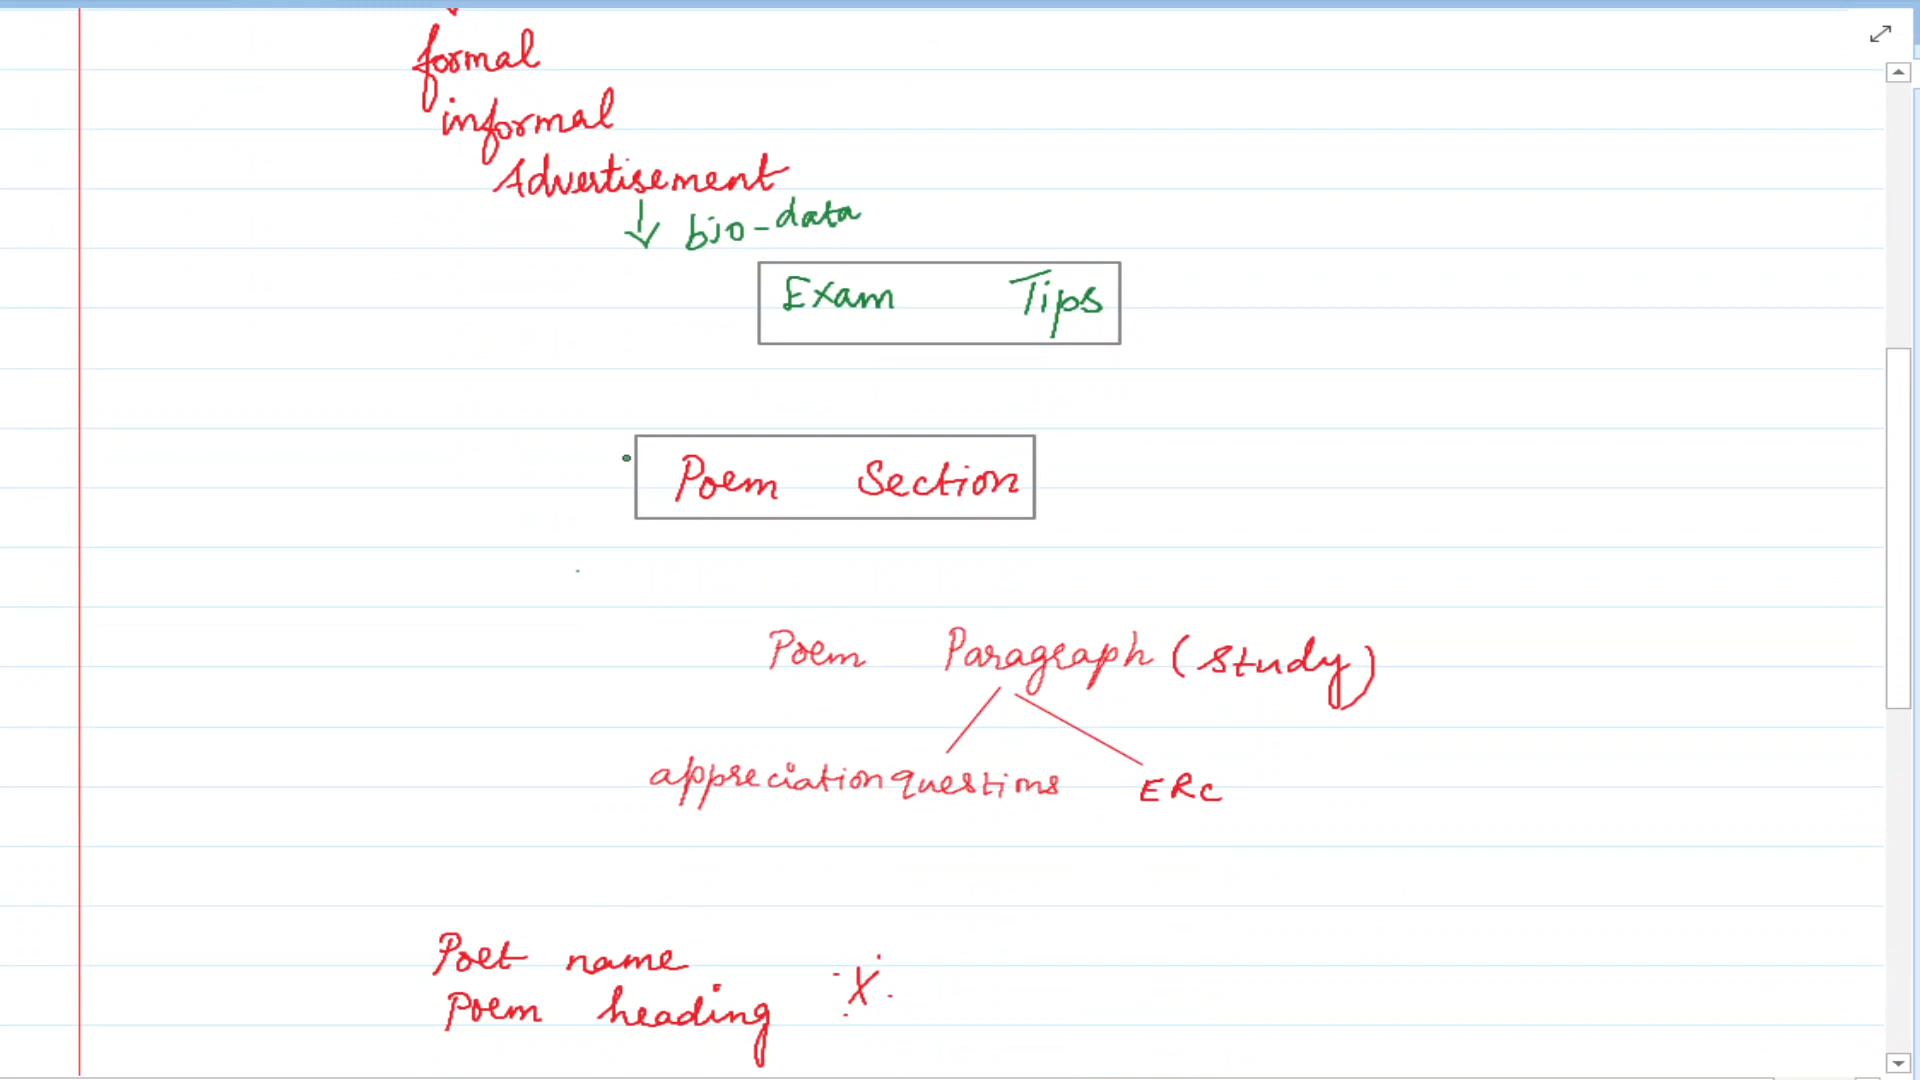 formal
informal
Advertisement
↓ bio-data
Exam Tips
Poem Section
Poem Paragraph (study)
appreciation questions ERC
Poet name
Poem heading X